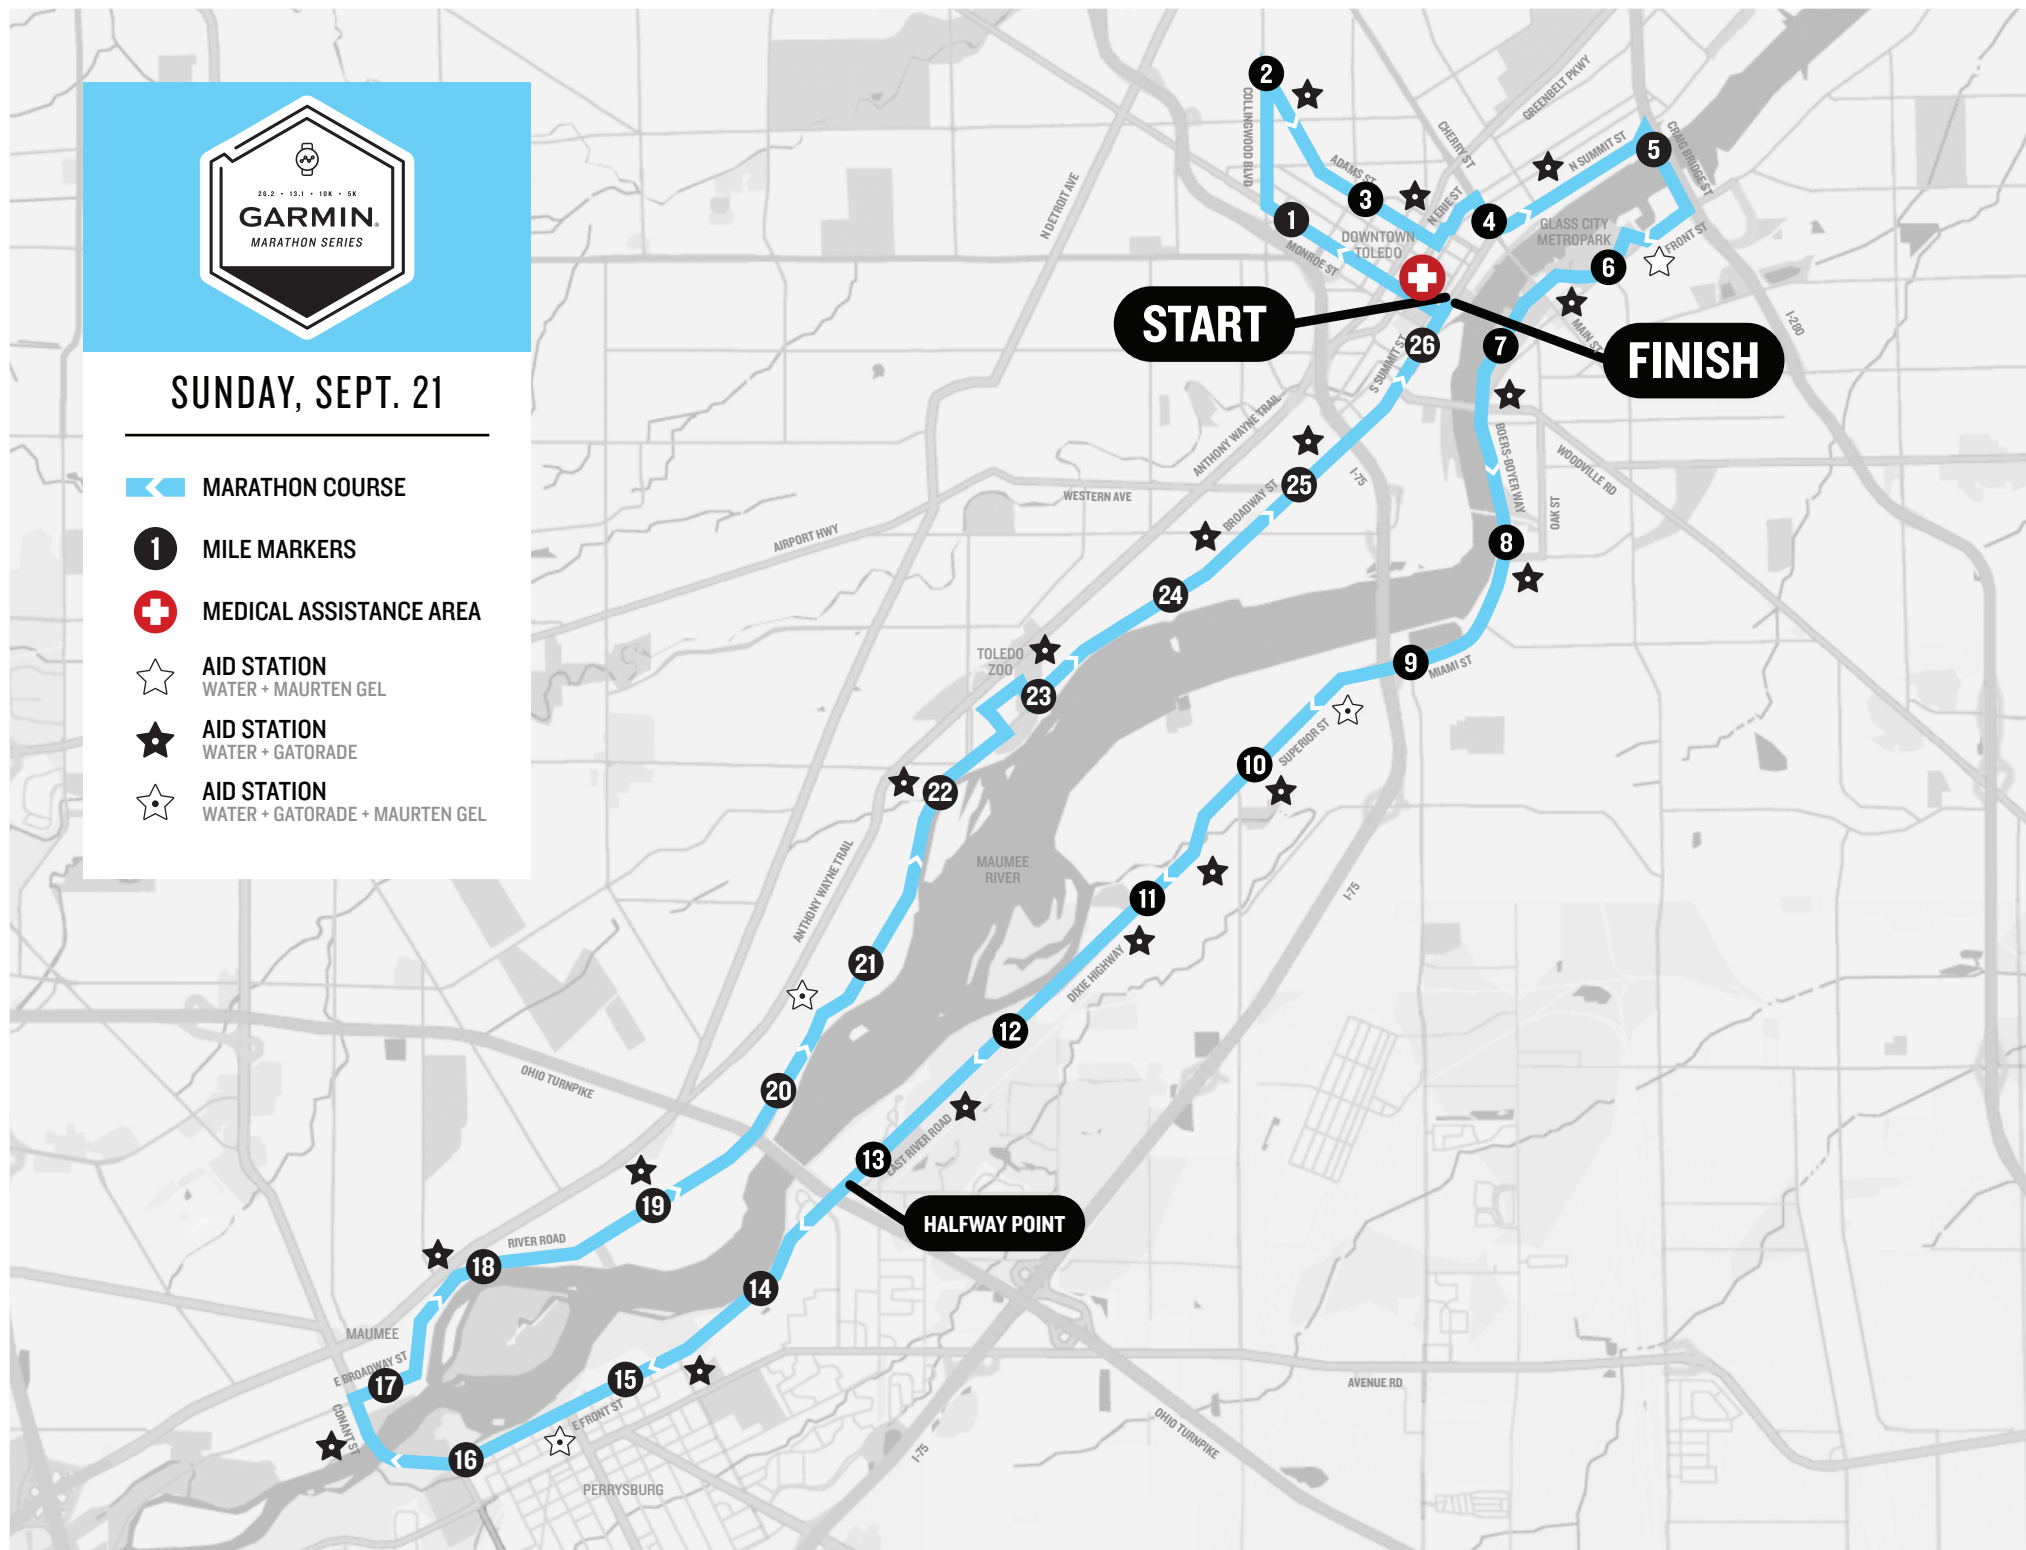 26.2 • 13.1 • 10K • 5K
GARMIN®
MARATHON SERIES
SUNDAY, SEPT. 21
MARATHON COURSE
1
MILE MARKERS
MEDICAL ASSISTANCE AREA
AID STATION
WATER + MAURTEN GEL
AID STATION
WATER + GATORADE
AID STATION
WATER + GATORADE + MAURTEN GEL
2
COLLINGWOOD BLVD
GREENBELT PKWY
CHERRY ST
N SUMMIT ST
CRAIG BRIDGE ST
5
ADAMS ST
3
N ERIE ST
4
N DETROIT AVE
1
MONROE ST
DOWNTOWN
TOLEDO
GLASS CITY
METROPARK
FRONT ST
6
START
MAIN ST
I-280
26
7
FINISH
S SUMMIT ST
ANTHONY WAYNE TRAIL
I-75
BOERS-BOYER WAY
WOODVILLE RD
OAK ST
25
WESTERN AVE
BROADWAY ST
AIRPORT HWY
8
24
TOLEDO
ZOO
23
9
MIAMI ST
SUPERIOR ST
10
22
ANTHONY WAYNE TRAIL
MAUMEE
RIVER
I-75
11
21
DIXIE HIGHWAY
12
OHIO TURNPIKE
20
EAST RIVER ROAD
13
19
HALFWAY POINT
RIVER ROAD
18
14
MAUMEE
E BROADWAY ST
17
15
CONANT ST
E FRONT ST
16
PERRYSBURG
AVENUE RD
OHIO TURNPIKE
I-75